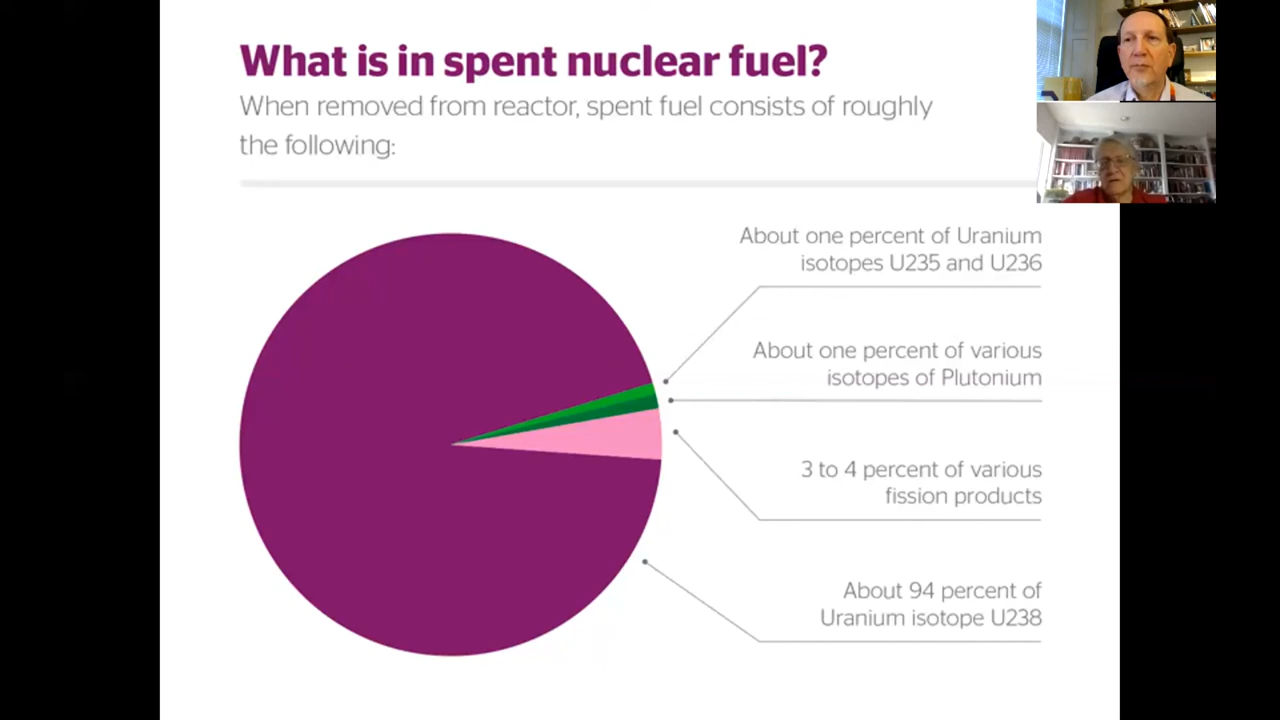 What is in spent nuclear fuel?
When removed from reactor, spent fuel consists of roughly
the following:
About one percent of Uranium
isotopes U235 and U236
About one percent of various
isotopes of Plutonium
3 to 4 percent of various
fission products
About 94 percent of
Uranium isotope U238